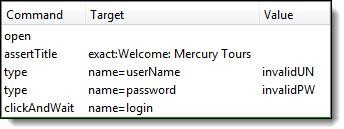 Command Target Value
open
assertTitle exact:Welcome: Mercury Tours
type name=userName invalidUN
type name=password invalidPW
clickAndWait name=login